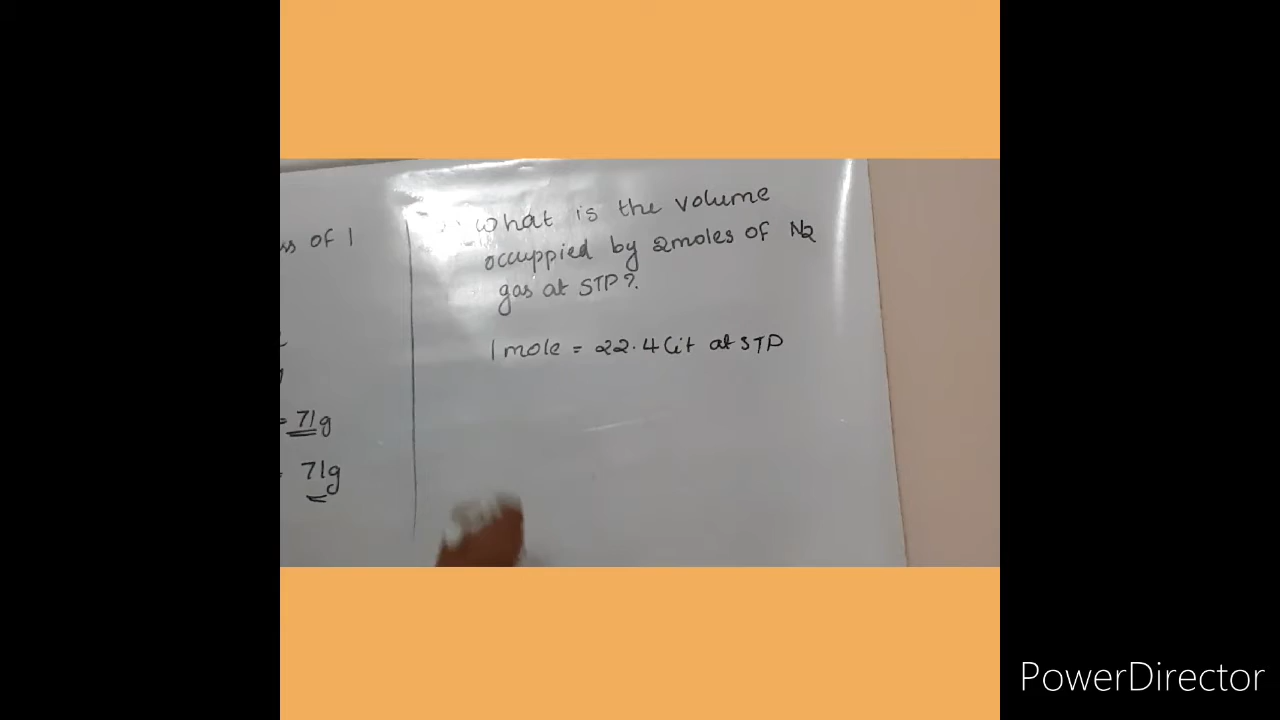 ss of 1
= 71g
= 71g
What is the volume
occuppied by 2moles of N2
gas at STP?
1 mole = 22.4 Lit at STP
PowerDirector